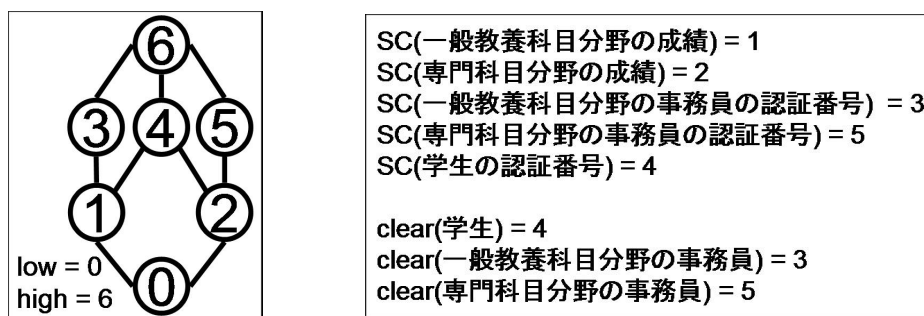 6
3 4 5
1 2
0
low = 0
high = 6
SC(一般教養科目分野の成績) = 1
SC(専門科目分野の成績) = 2
SC(一般教養科目分野の事務員の認証番号) = 3
SC(専門科目分野の事務員の認証番号) = 5
SC(学生の認証番号) = 4
clear(学生) = 4
clear(一般教養科目分野の事務員) = 3
clear(専門科目分野の事務員) = 5